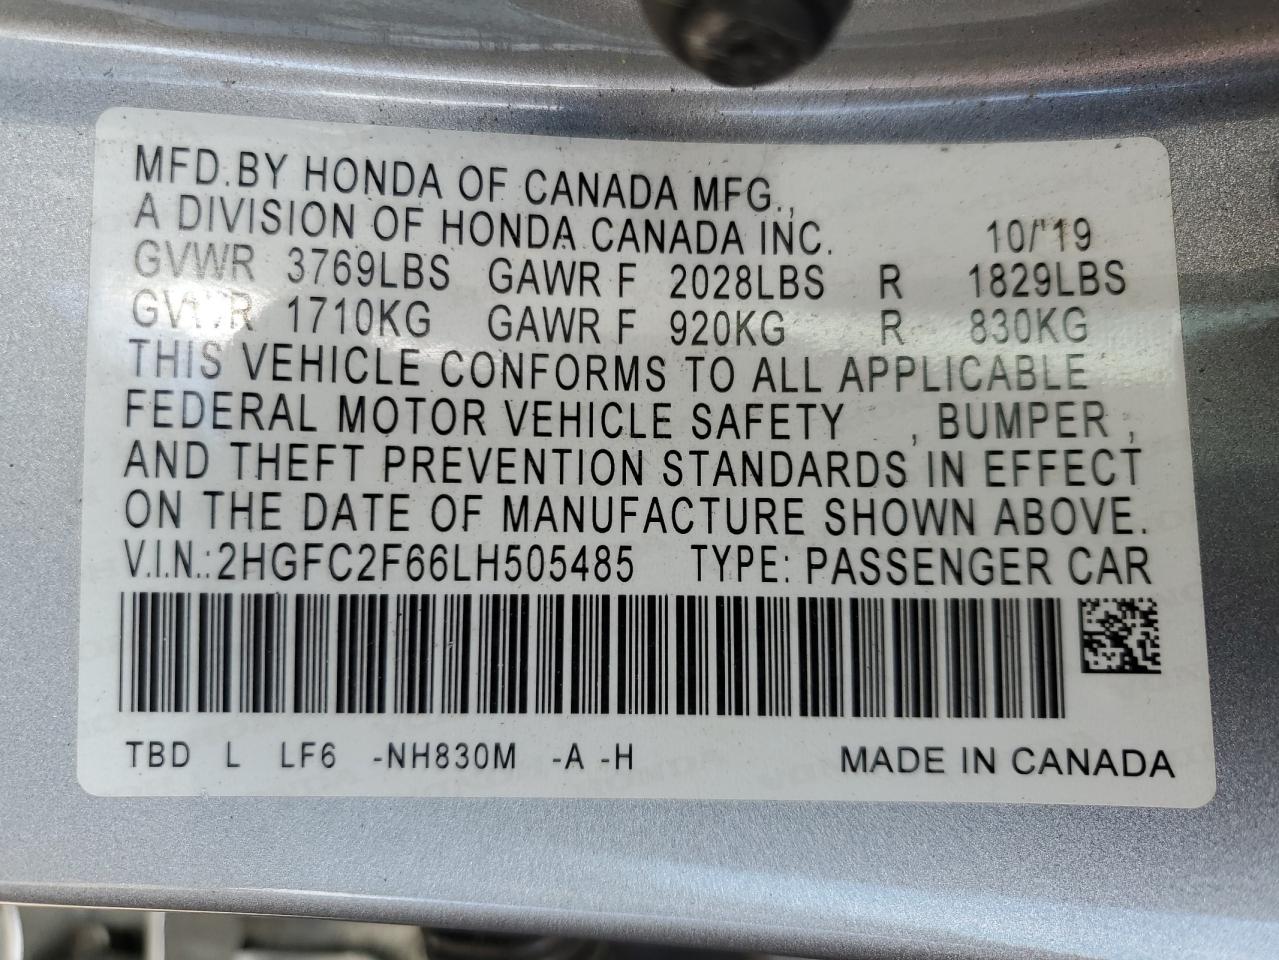 MFD.BY HONDA OF CANADA MFG.,
A DIVISION OF HONDA CANADA INC. 10/'19
GVWR 3769LBS GAWR F 2028LBS R 1829LBS
GVWR 1710KG GAWR F 920KG R 830KG
THIS VEHICLE CONFORMS TO ALL APPLICABLE
FEDERAL MOTOR VEHICLE SAFETY , BUMPER ,
AND THEFT PREVENTION STANDARDS IN EFFECT
ON THE DATE OF MANUFACTURE SHOWN ABOVE.
V.I.N.:2HGFC2F66LH505485 TYPE: PASSENGER CAR
TBD L LF6 -NH830M -A -H MADE IN CANADA